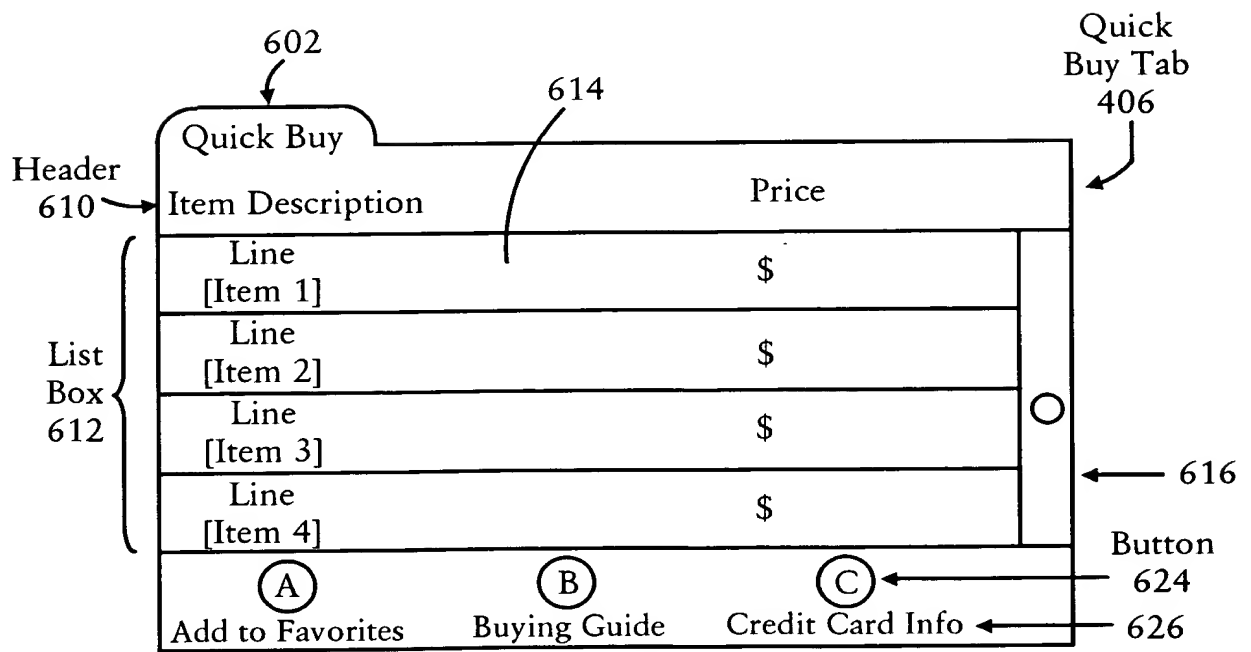 602
Quick
Buy Tab
406
614
Quick Buy
Header
610
Item Description
Price
Line
[Item 1]
$
Line
[Item 2]
$
List
Box
612
Line
[Item 3]
$
616
Line
[Item 4]
$
Button
624
A
B
C
Add to Favorites
Buying Guide
Credit Card Info
626